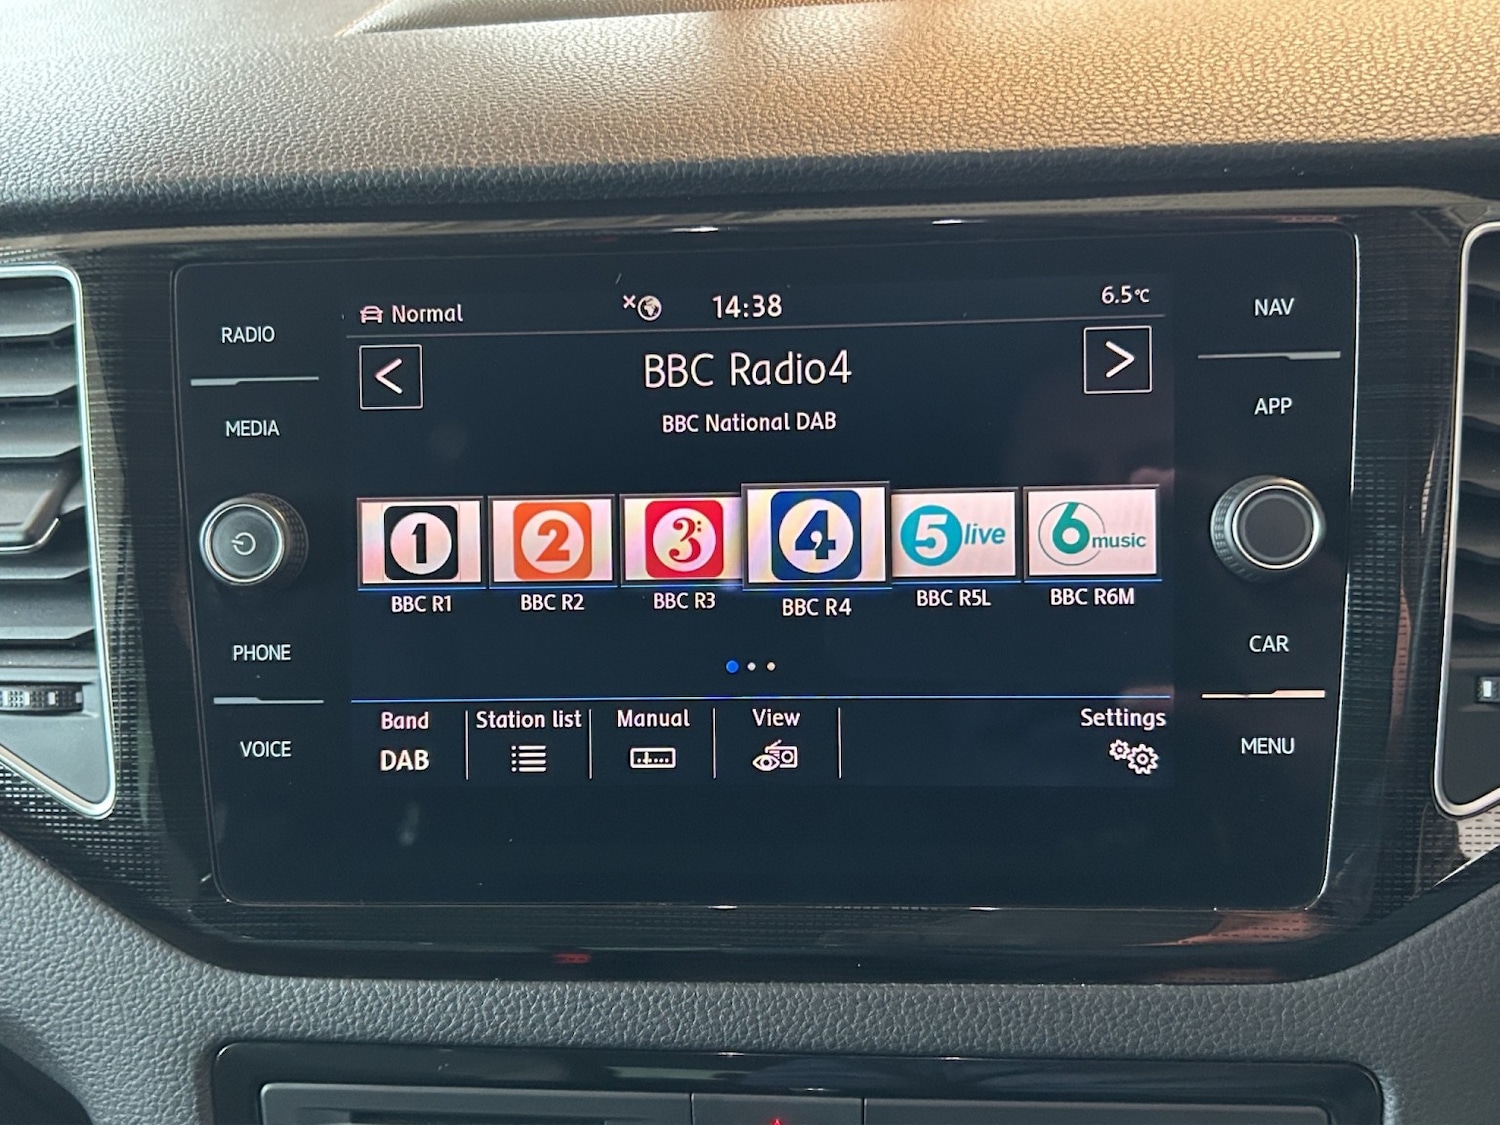 RADIO
MEDIA
PHONE
VOICE
Normal
14:38
6.5°C
<
BBC Radio4
>
BBC National DAB
1
2
3
4
5 live
6 music
BBC R1
BBC R2
BBC R3
BBC R4
BBC R5L
BBC R6M
Band
DAB
Station list
Manual
View
Settings
NAV
APP
CAR
MENU